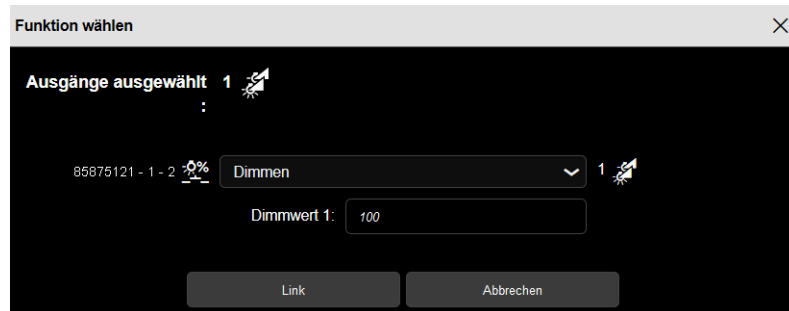 Funktion wählen
Ausgänge ausgewählt 1
:
85875121 - 1 - 2 % Dimmen 1
Dimmwert 1: 100
Link Abbrechen